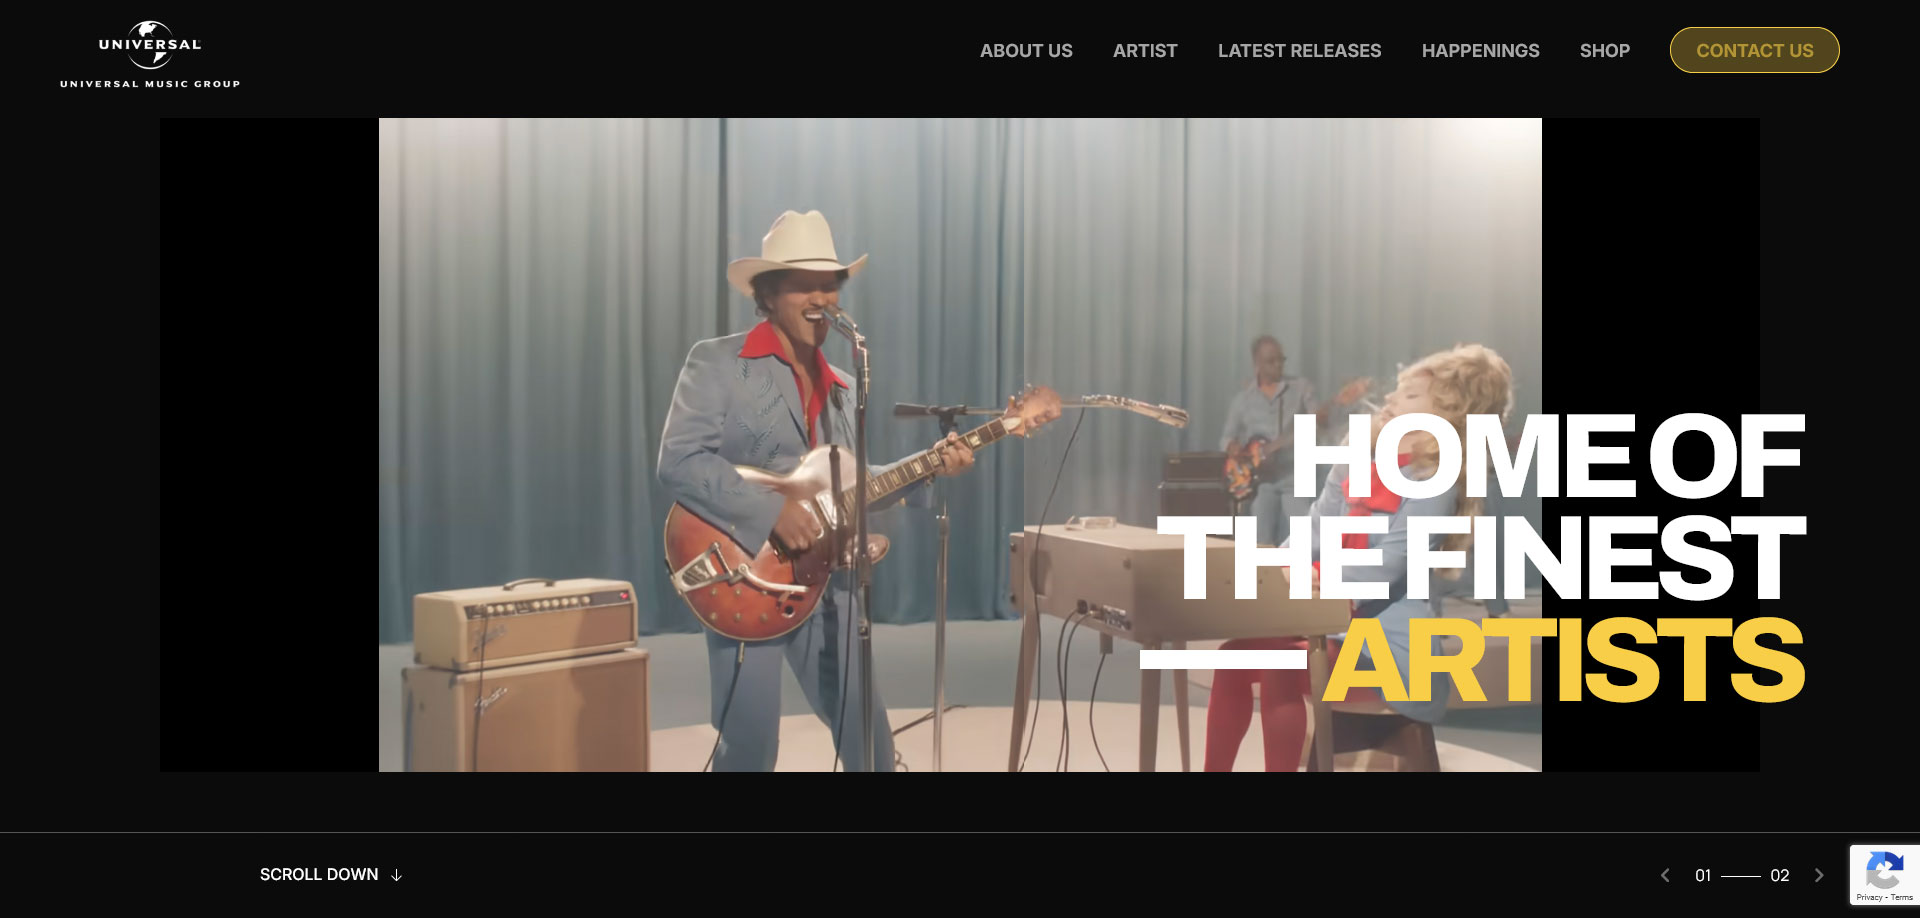 UNIVERSAL
UNIVERSAL MUSIC GROUP
ABOUT US
ARTIST
LATEST RELEASES
HAPPENINGS
SHOP
CONTACT US
HOME OF
THE FINEST
ARTISTS
SCROLL DOWN
01
02
Privacy - Terms